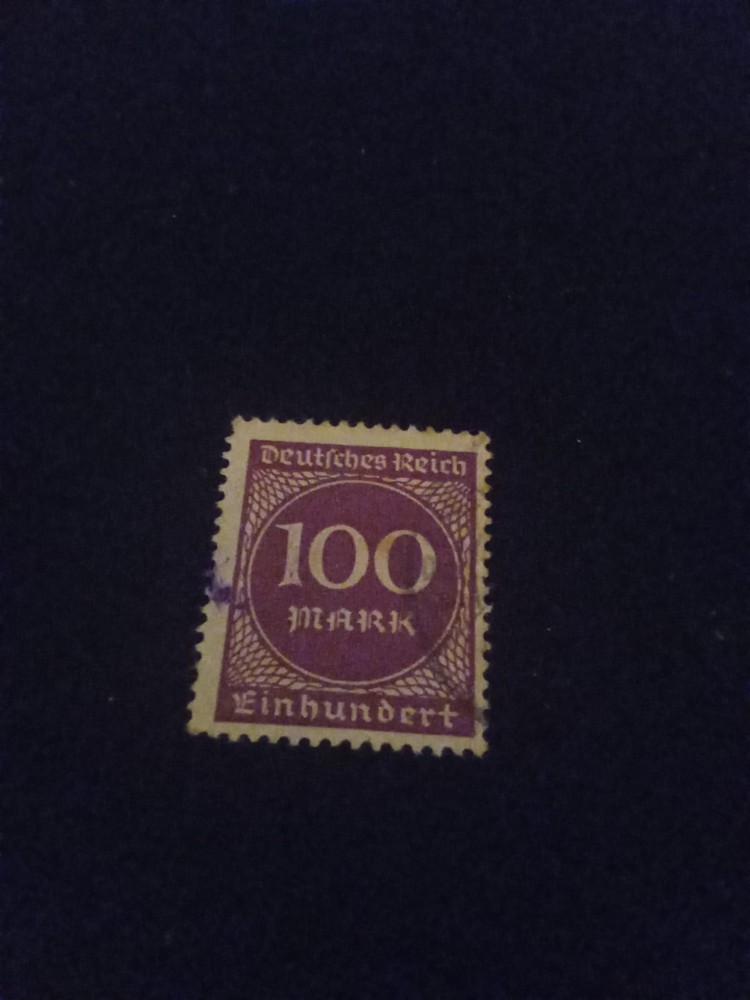 Deutſches Reich
100
MARK
Einhundert